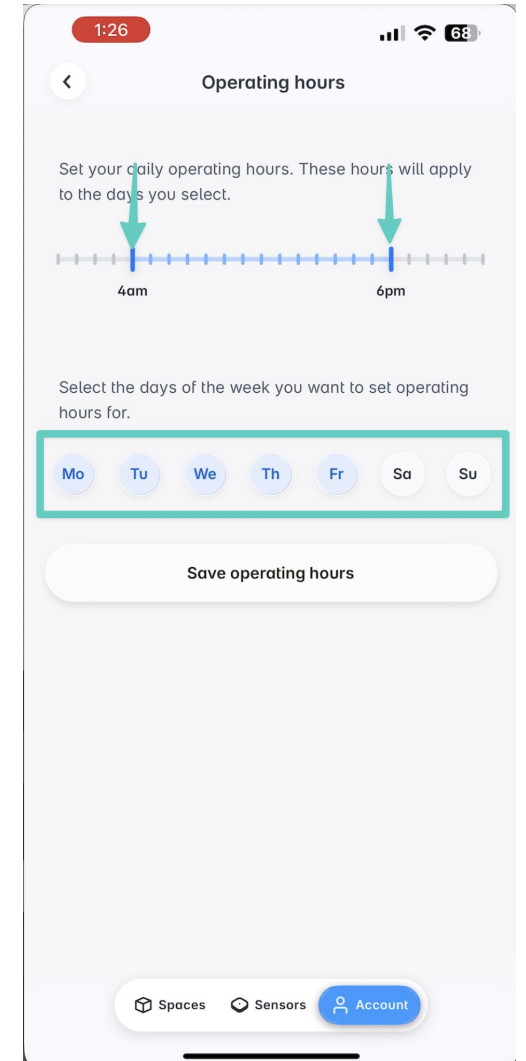 1:26
68
Operating hours
Set your daily operating hours. These hours will apply
to the days you select.
4am 6pm
Select the days of the week you want to set operating
hours for.
Mo Tu We Th Fr Sa Su
Save operating hours
Spaces Sensors Account